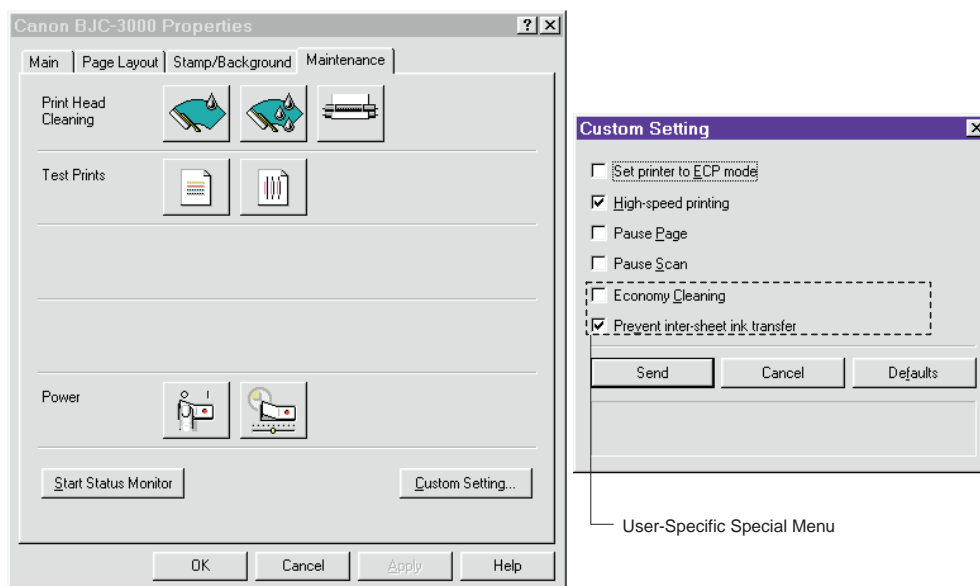 Canon BJC-3000 Properties
Main
Page Layout
Stamp/Background
Maintenance
Print Head
Cleaning
Test Prints
Power
Start Status Monitor
Custom Setting...
OK
Cancel
Apply
Help
Custom Setting
Set printer to ECP mode
High-speed printing
Pause Page
Pause Scan
Economy Cleaning
Prevent inter-sheet ink transfer
Send
Cancel
Defaults
User-Specific Special Menu